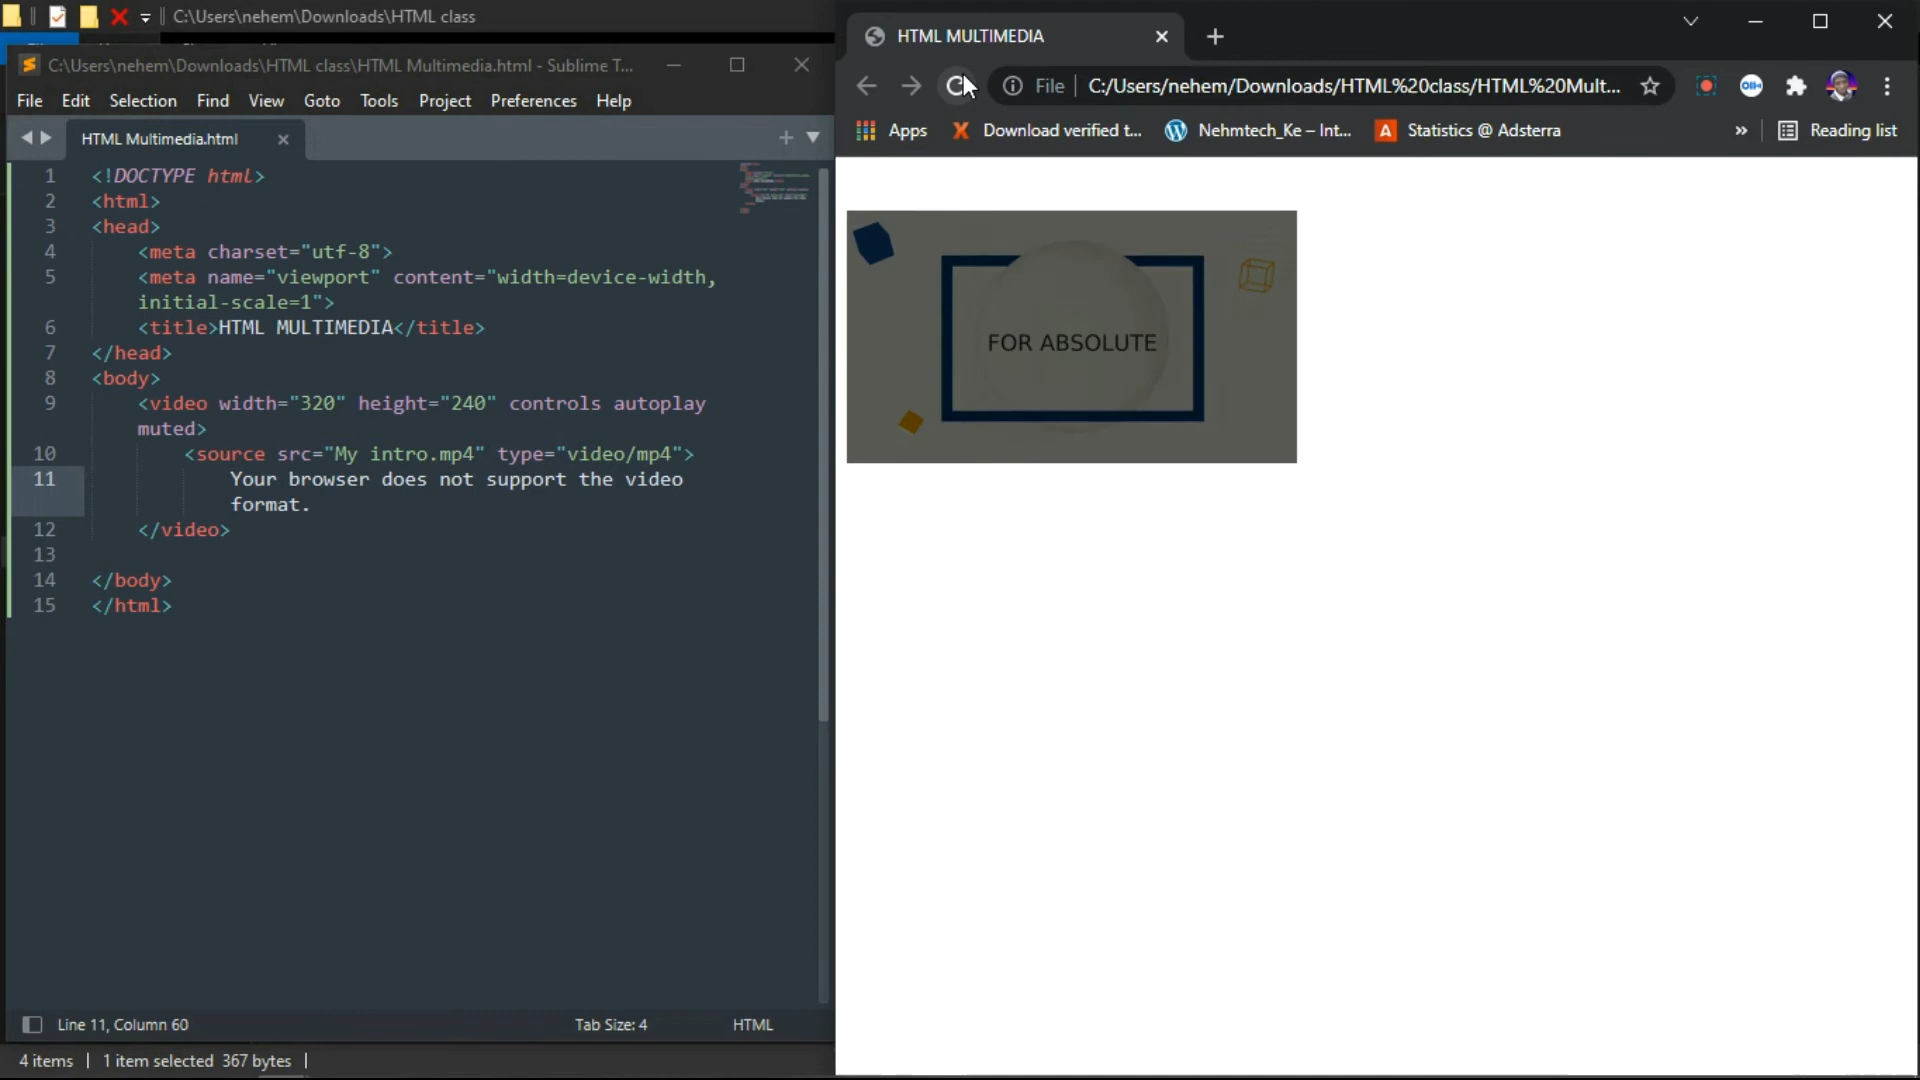 C:\Users\nehem\Downloads\HTML class
C:\Users\nehem\Downloads\HTML class\HTML Multimedia.html - Sublime T...
File Edit Selection Find View Goto Tools Project Preferences Help
HTML Multimedia.html
1 <!DOCTYPE html>
2 <html>
3 <head>
4 <meta charset="utf-8">
5 <meta name="viewport" content="width=device-width,
initial-scale=1">
6 <title>HTML MULTIMEDIA</title>
7 </head>
8 <body>
9 <video width="320" height="240" controls autoplay
muted>
10 <source src="My intro.mp4" type="video/mp4">
11 Your browser does not support the video
format.
12 </video>
13
14 </body>
15 </html>
Line 11, Column 60 Tab Size: 4 HTML
4 items 1 item selected 367 bytes
HTML MULTIMEDIA
File C:/Users/nehem/Downloads/HTML%20class/HTML%20Mult...
Apps Download verified t... Nehmtech_Ke – Int... Statistics @ Adsterra » Reading list
FOR ABSOLUTE